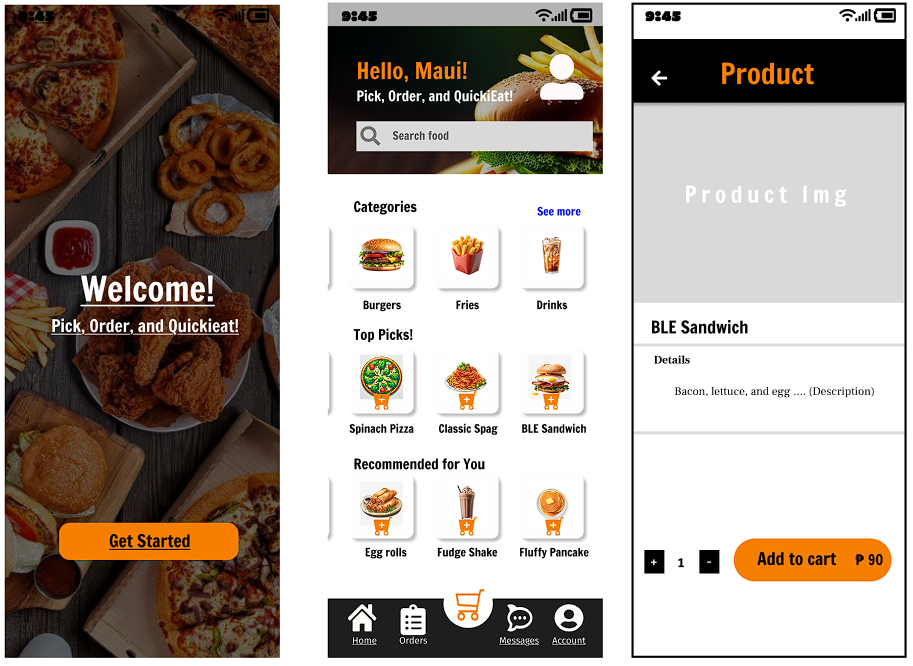 9:45
Welcome!
Pick, Order, and Quickieat!
Get Started
9:45
Hello, Maui!
Pick, Order, and QuickiEat!
Search food
Categories
See more
Burgers Fries Drinks
Top Picks!
Spinach Pizza Classic Spag BLE Sandwich
Recommended for You
Egg rolls Fudge Shake Fluffy Pancake
Home Orders Messages Account
9:45
Product
Product Img
BLE Sandwich
Details
Bacon, lettuce, and egg .... (Description)
+ 1 - Add to cart ₱ 90